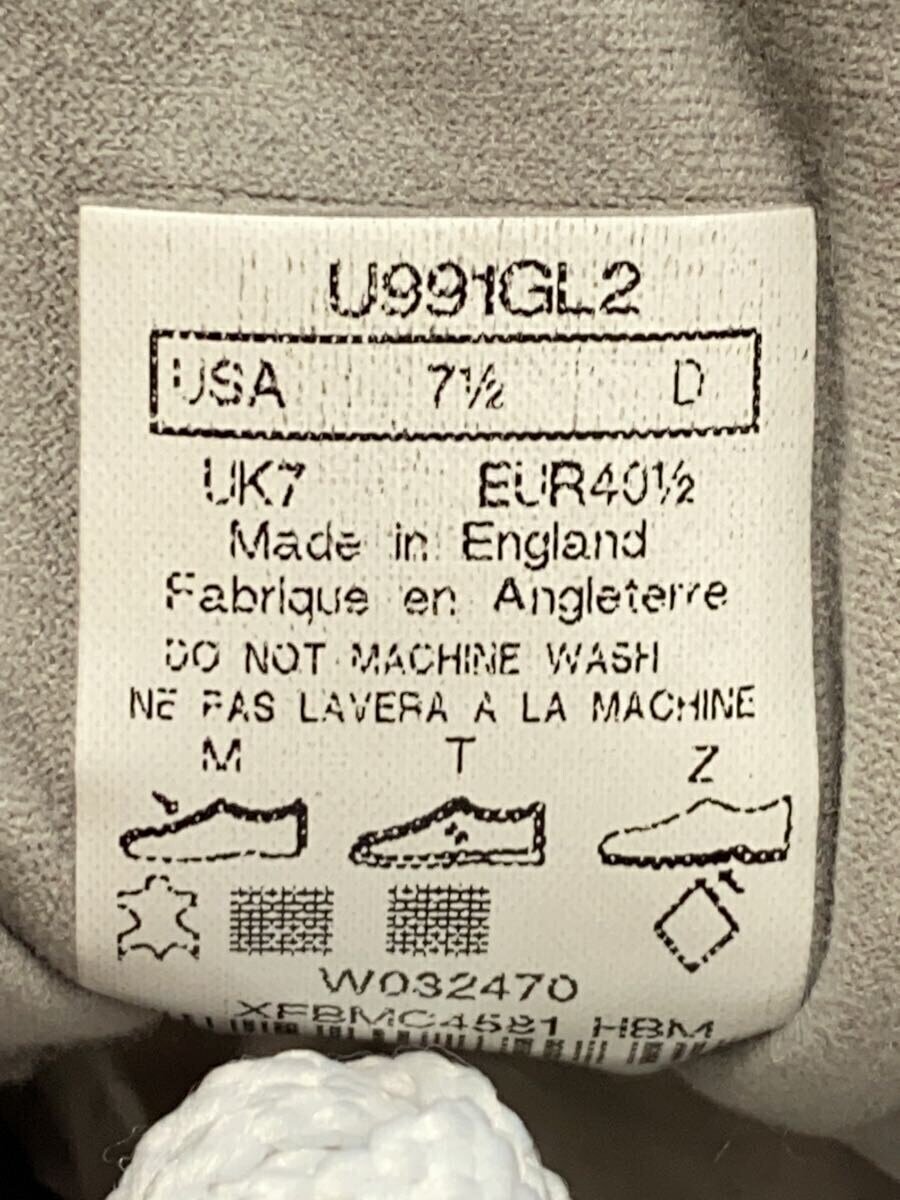 U991GL2
USA 7½ D
UK7 EUR40½
Made in England
Fabrique en Angleterre
DO NOT MACHINE WASH
NE PAS LAVERA A LA MACHINE
M T Z
W032470
XFBMC4581 HBM